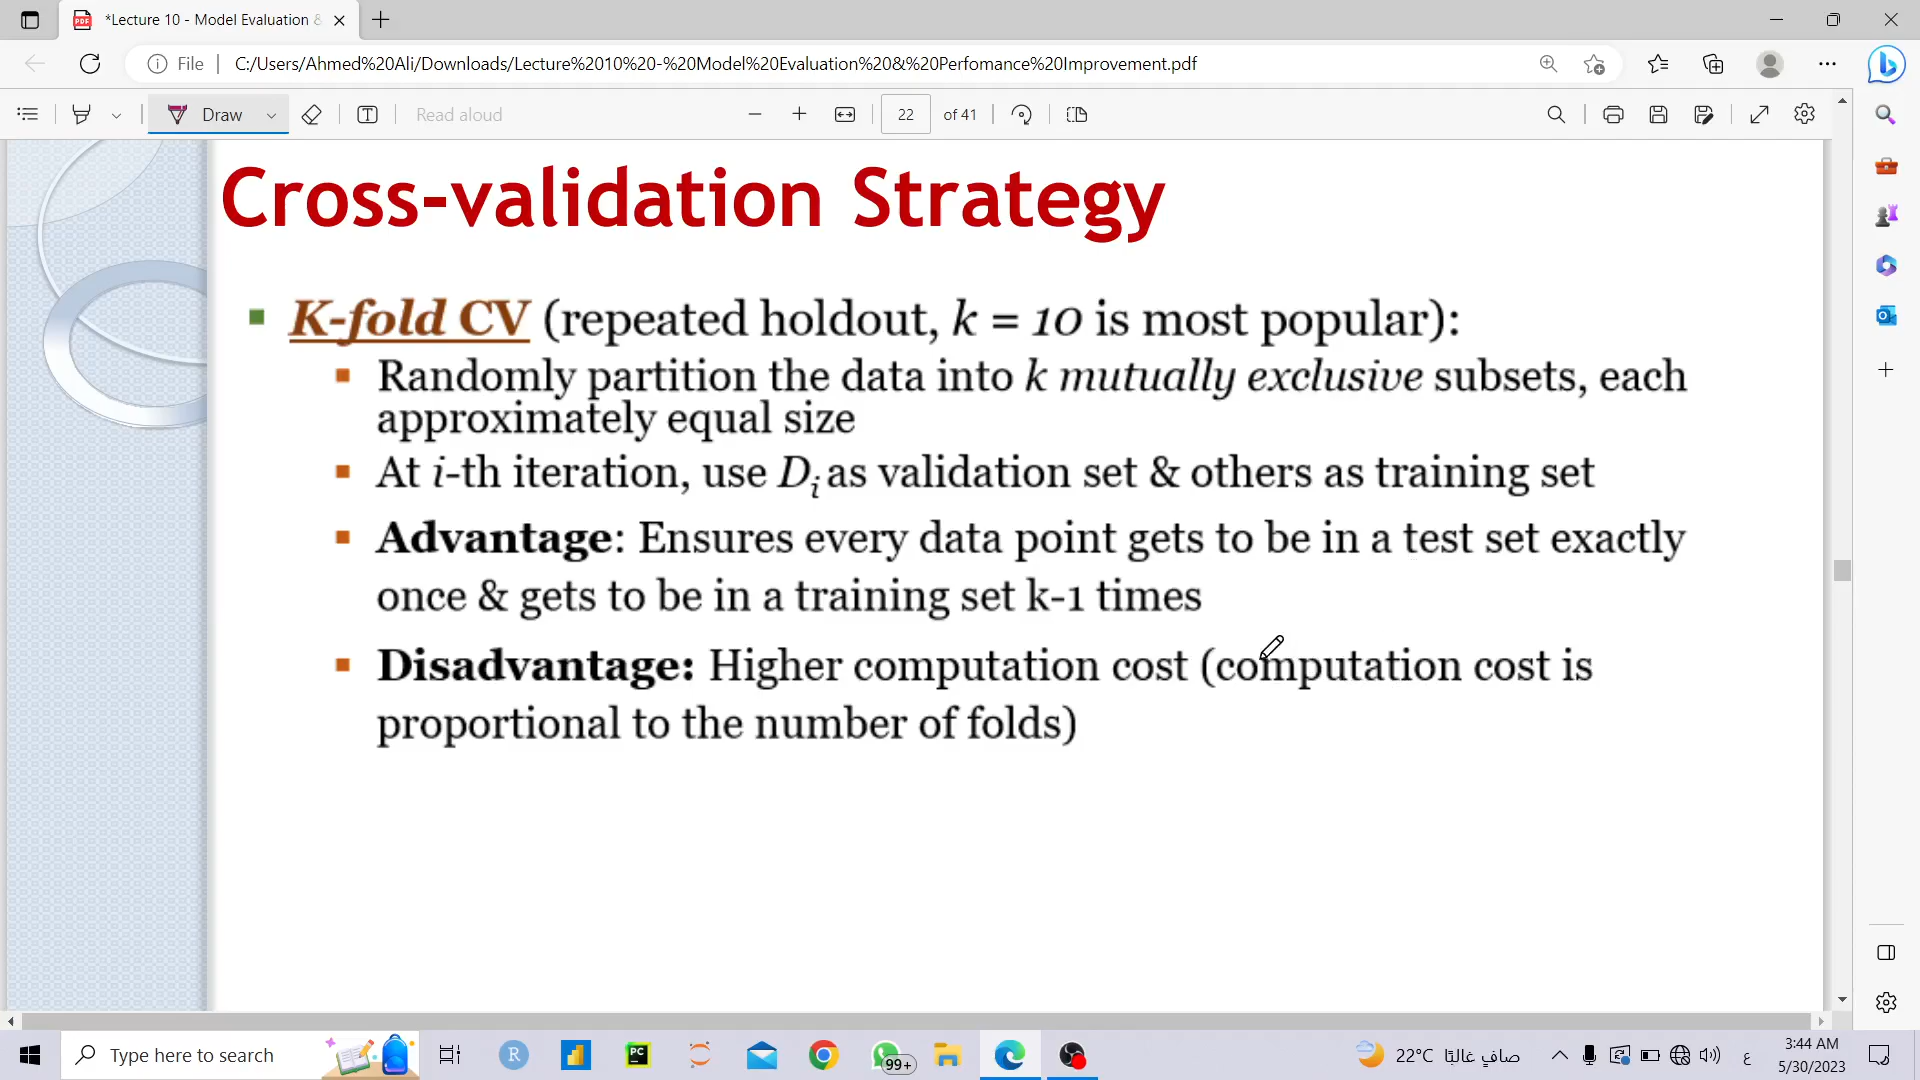 *Lecture 10 - Model Evaluation &
File
C:/Users/Ahmed%20Ali/Downloads/Lecture%2010%20-%20Model%20Evaluation%20&%20Perfomance%20Improvement.pdf
Draw
Read aloud
22 of 41
Cross-validation Strategy
K-fold CV (repeated holdout, k = 10 is most popular):
Randomly partition the data into k mutually exclusive subsets, each
approximately equal size
At i-th iteration, use Di as validation set & others as training set
Advantage: Ensures every data point gets to be in a test set exactly
once & gets to be in a training set k-1 times
Disadvantage: Higher computation cost (computation cost is
proportional to the number of folds)
Type here to search
R
PC
99+
22°C صافٍ غالبًا
ع
3:44 AM
5/30/2023